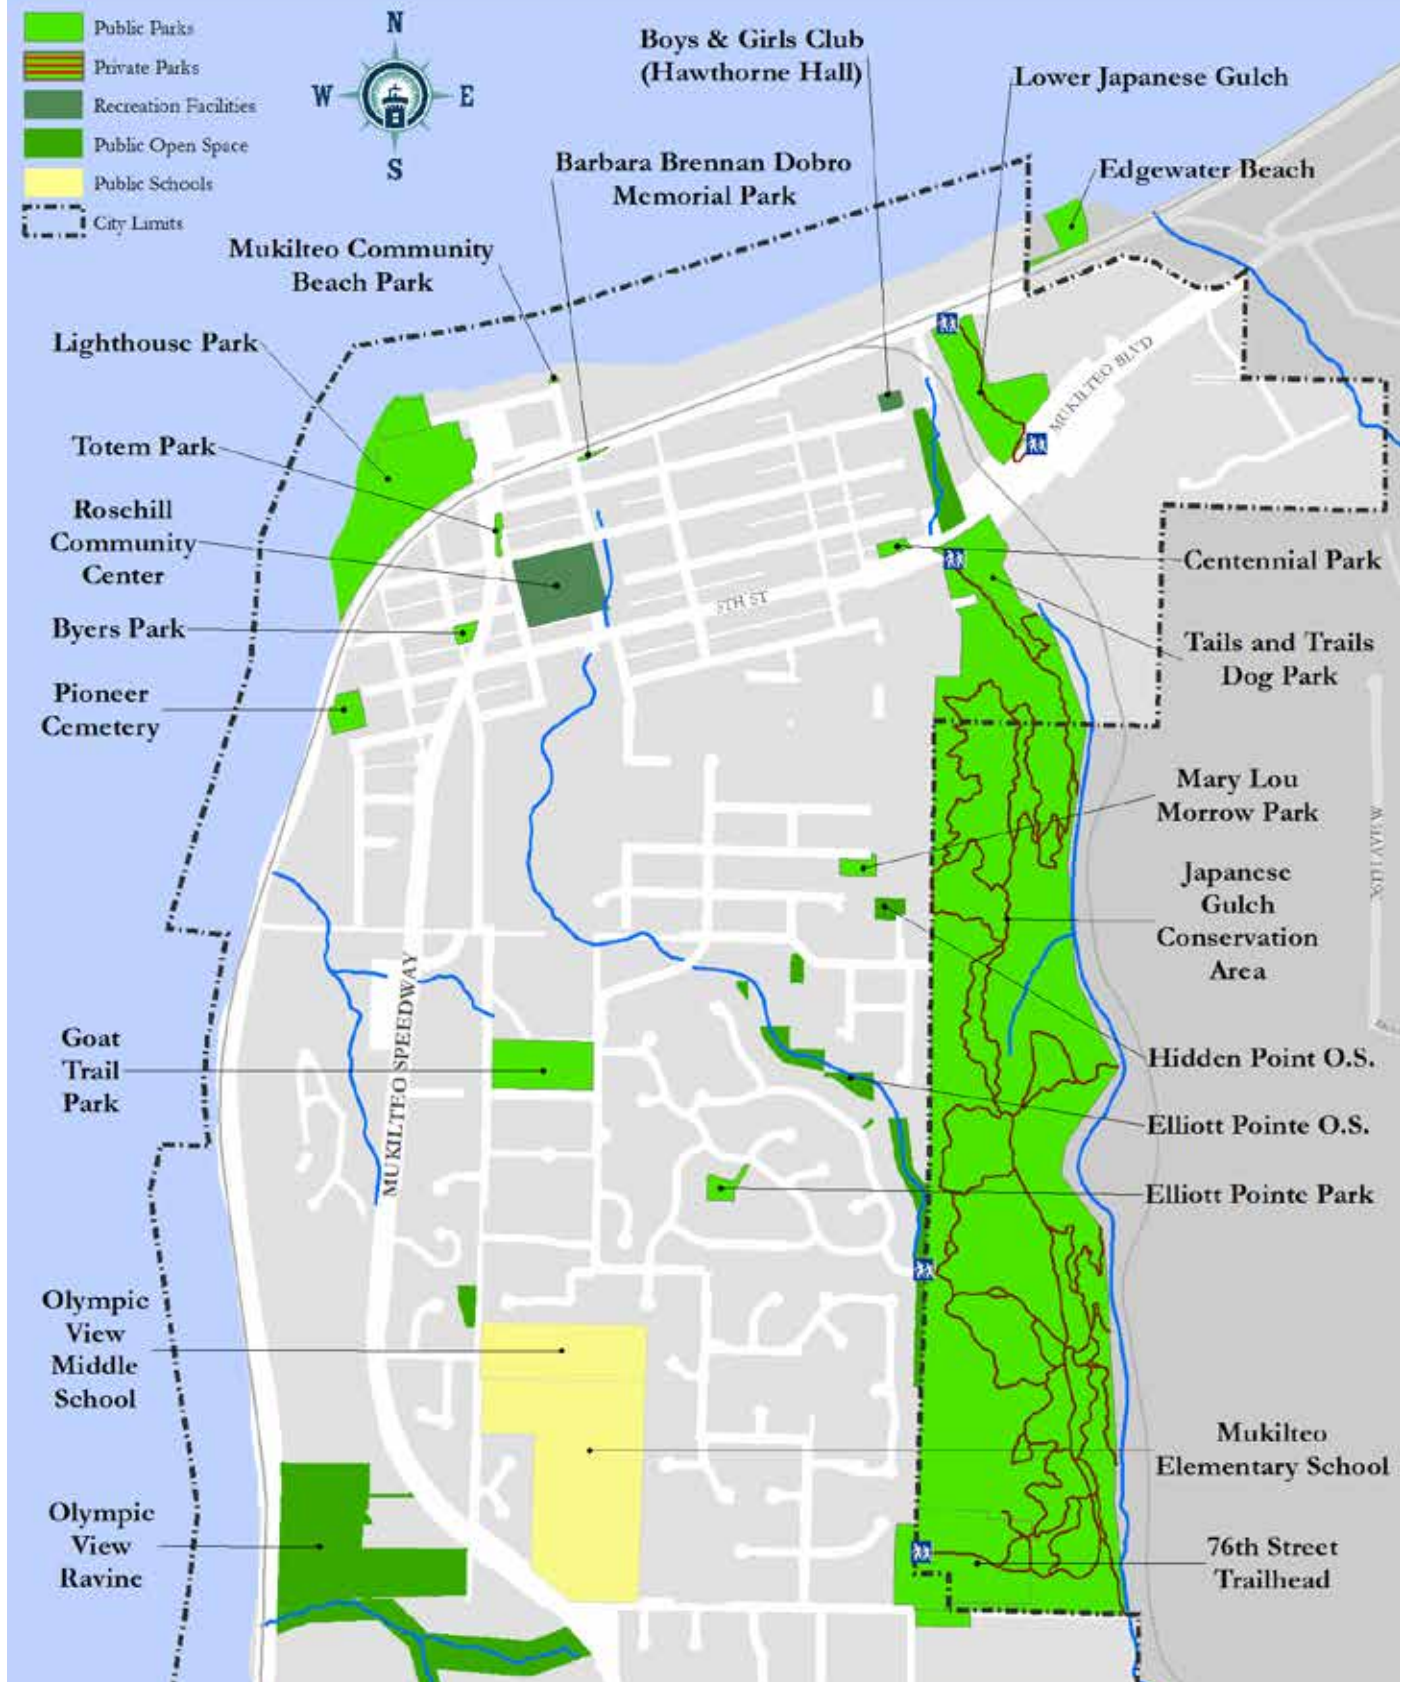 Public Parks
Private Parks
Recreation Facilities
Public Open Space
Public Schools
City Limits
N
W
E
S
Boys & Girls Club
(Hawthorne Hall)
Lower Japanese Gulch
Barbara Brennan Dobro
Memorial Park
Edgewater Beach
Mukilteo Community
Beach Park
Lighthouse Park
MUKILTEO BLVD
Totem Park
Rosehill
Community
Center
Centennial Park
5TH ST
Byers Park
Tails and Trails
Dog Park
Pioneer
Cemetery
Mary Lou
Morrow Park
Japanese
Gulch
Conservation
Area
MUKILTEO SPEEDWAY
Goat
Trail
Park
Hidden Point O.S.
Elliott Pointe O.S.
Elliott Pointe Park
Olympic
View
Middle
School
Mukilteo
Elementary School
Olympic
View
Ravine
76th Street
Trailhead